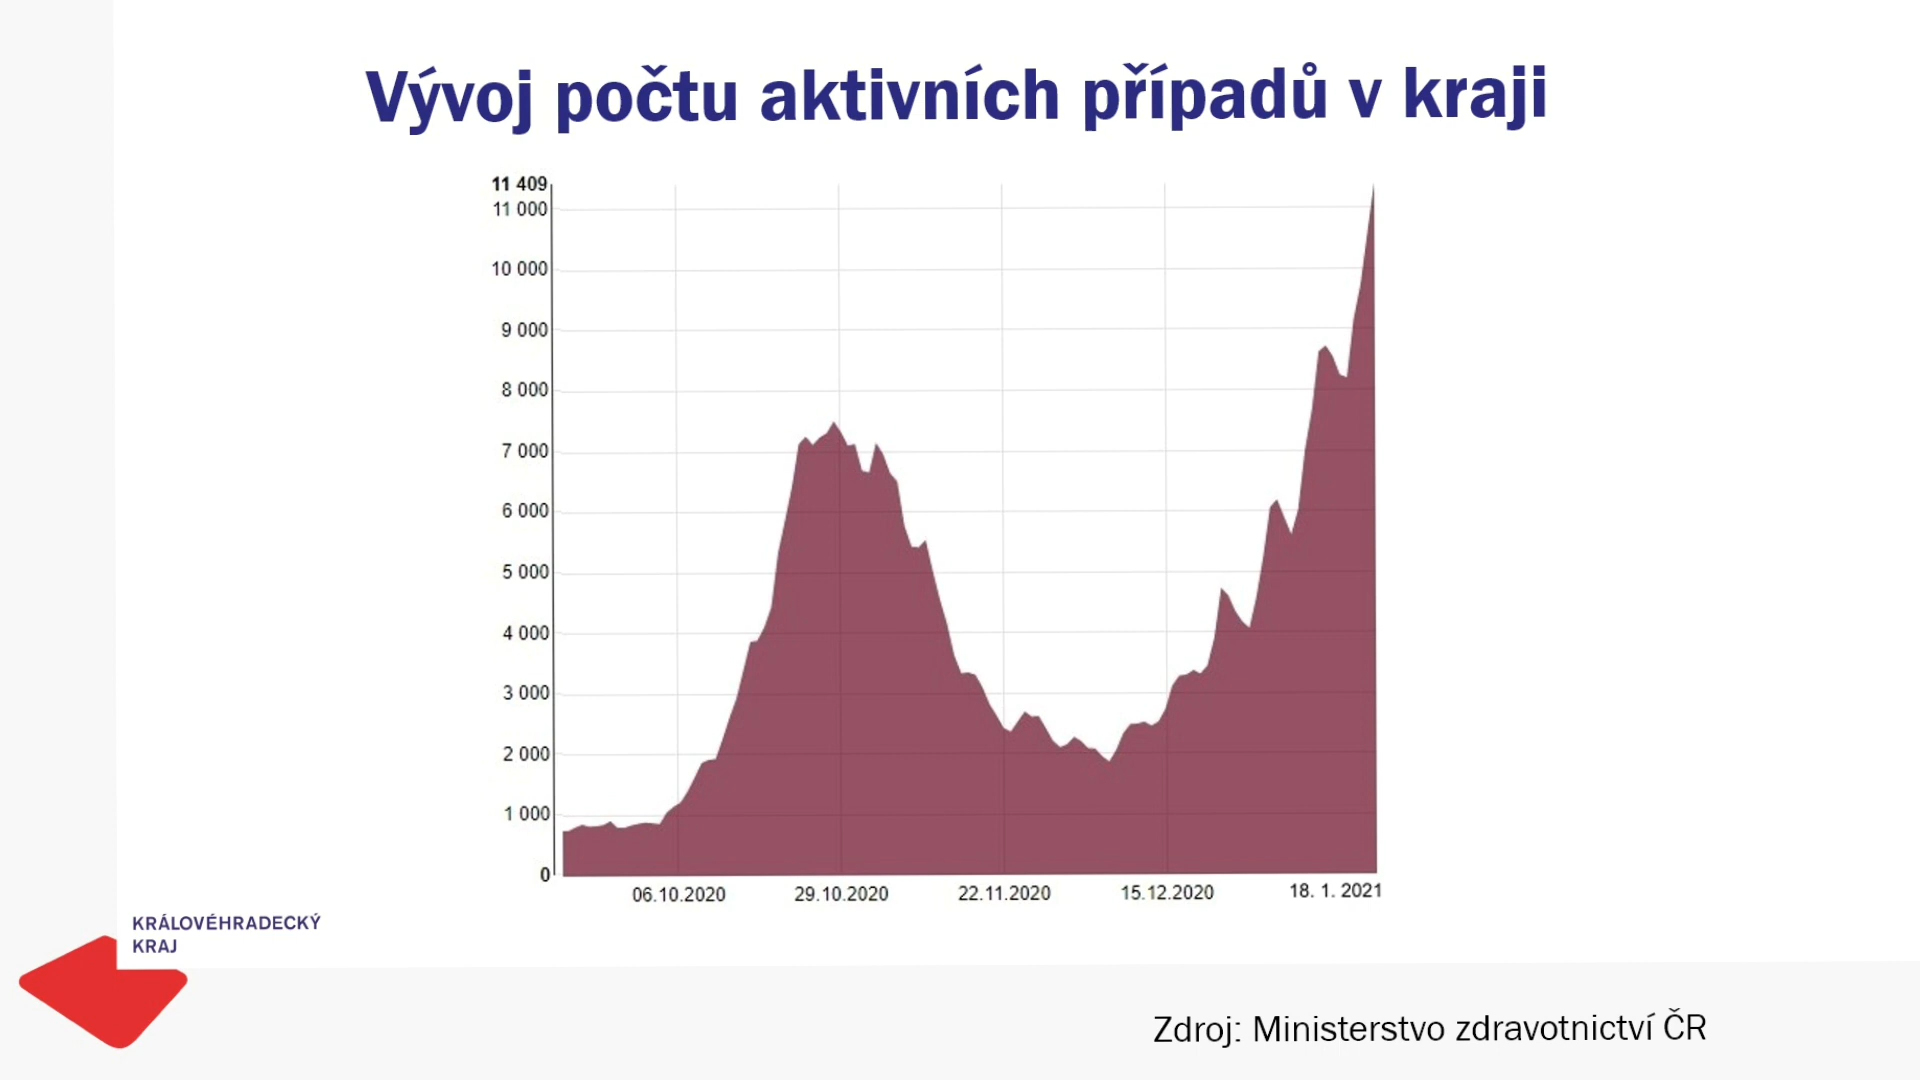 Vývoj počtu aktivních případů v kraji
11 409
11 000
10 000
9 000
8 000
7 000
6 000
5 000
4 000
3 000
2 000
1 000
0
06.10.2020 29.10.2020 22.11.2020 15.12.2020 18. 1. 2021
KRÁLOVÉHRADECKÝ
KRAJ
Zdroj: Ministerstvo zdravotnictví ČR